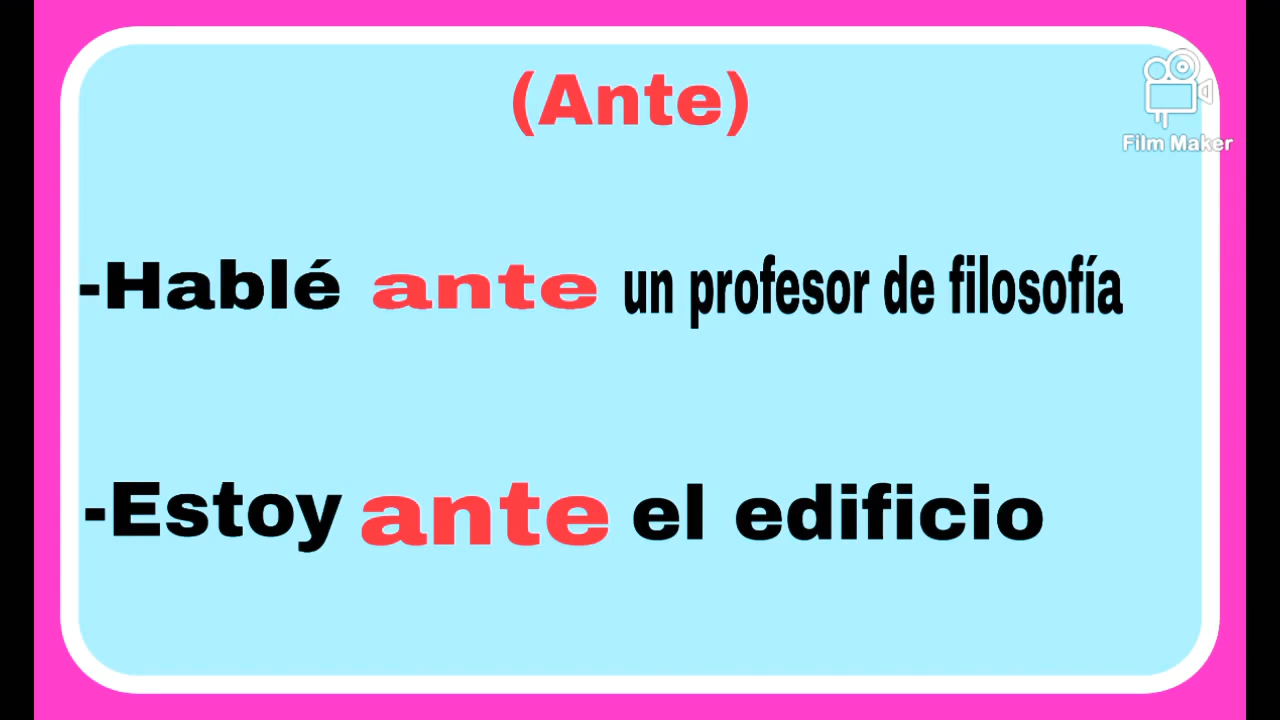 (Ante)
Film Maker
-Hablé ante un profesor de filosofía
-Estoy ante el edificio